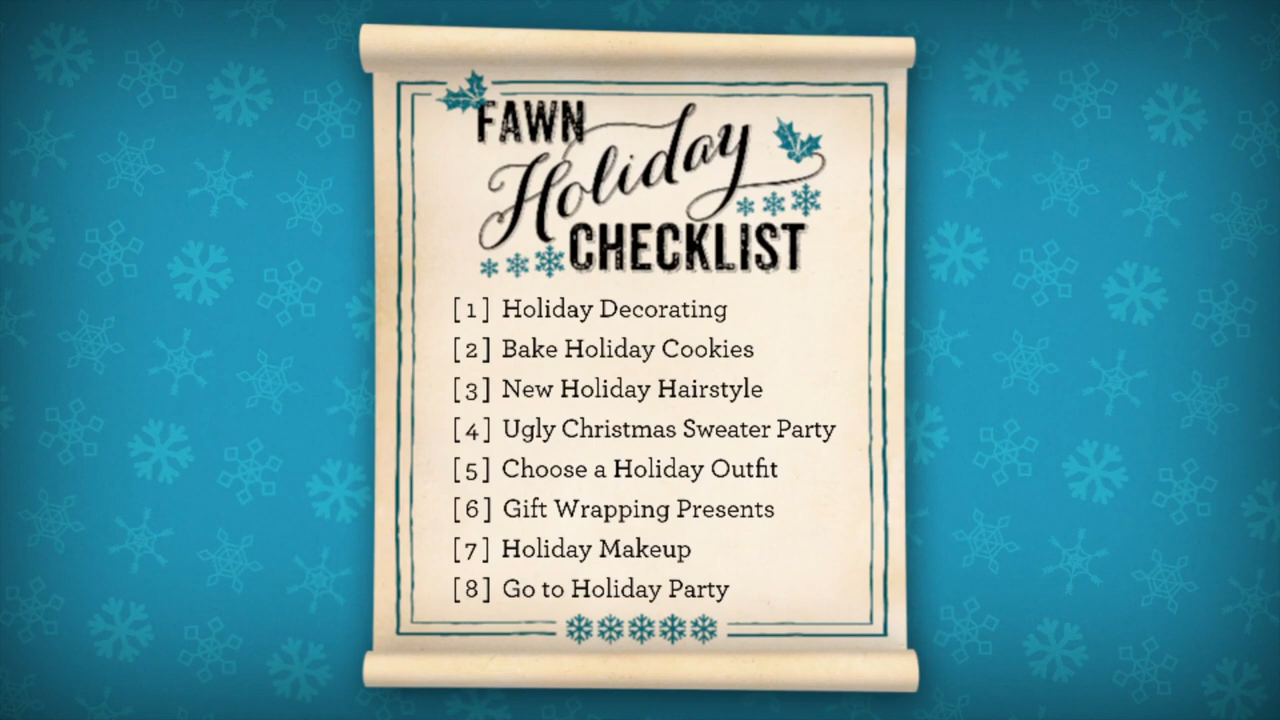 FAWN
Holiday
CHECKLIST
[1] Holiday Decorating
[2] Bake Holiday Cookies
[3] New Holiday Hairstyle
[4] Ugly Christmas Sweater Party
[5] Choose a Holiday Outfit
[6] Gift Wrapping Presents
[7] Holiday Makeup
[8] Go to Holiday Party